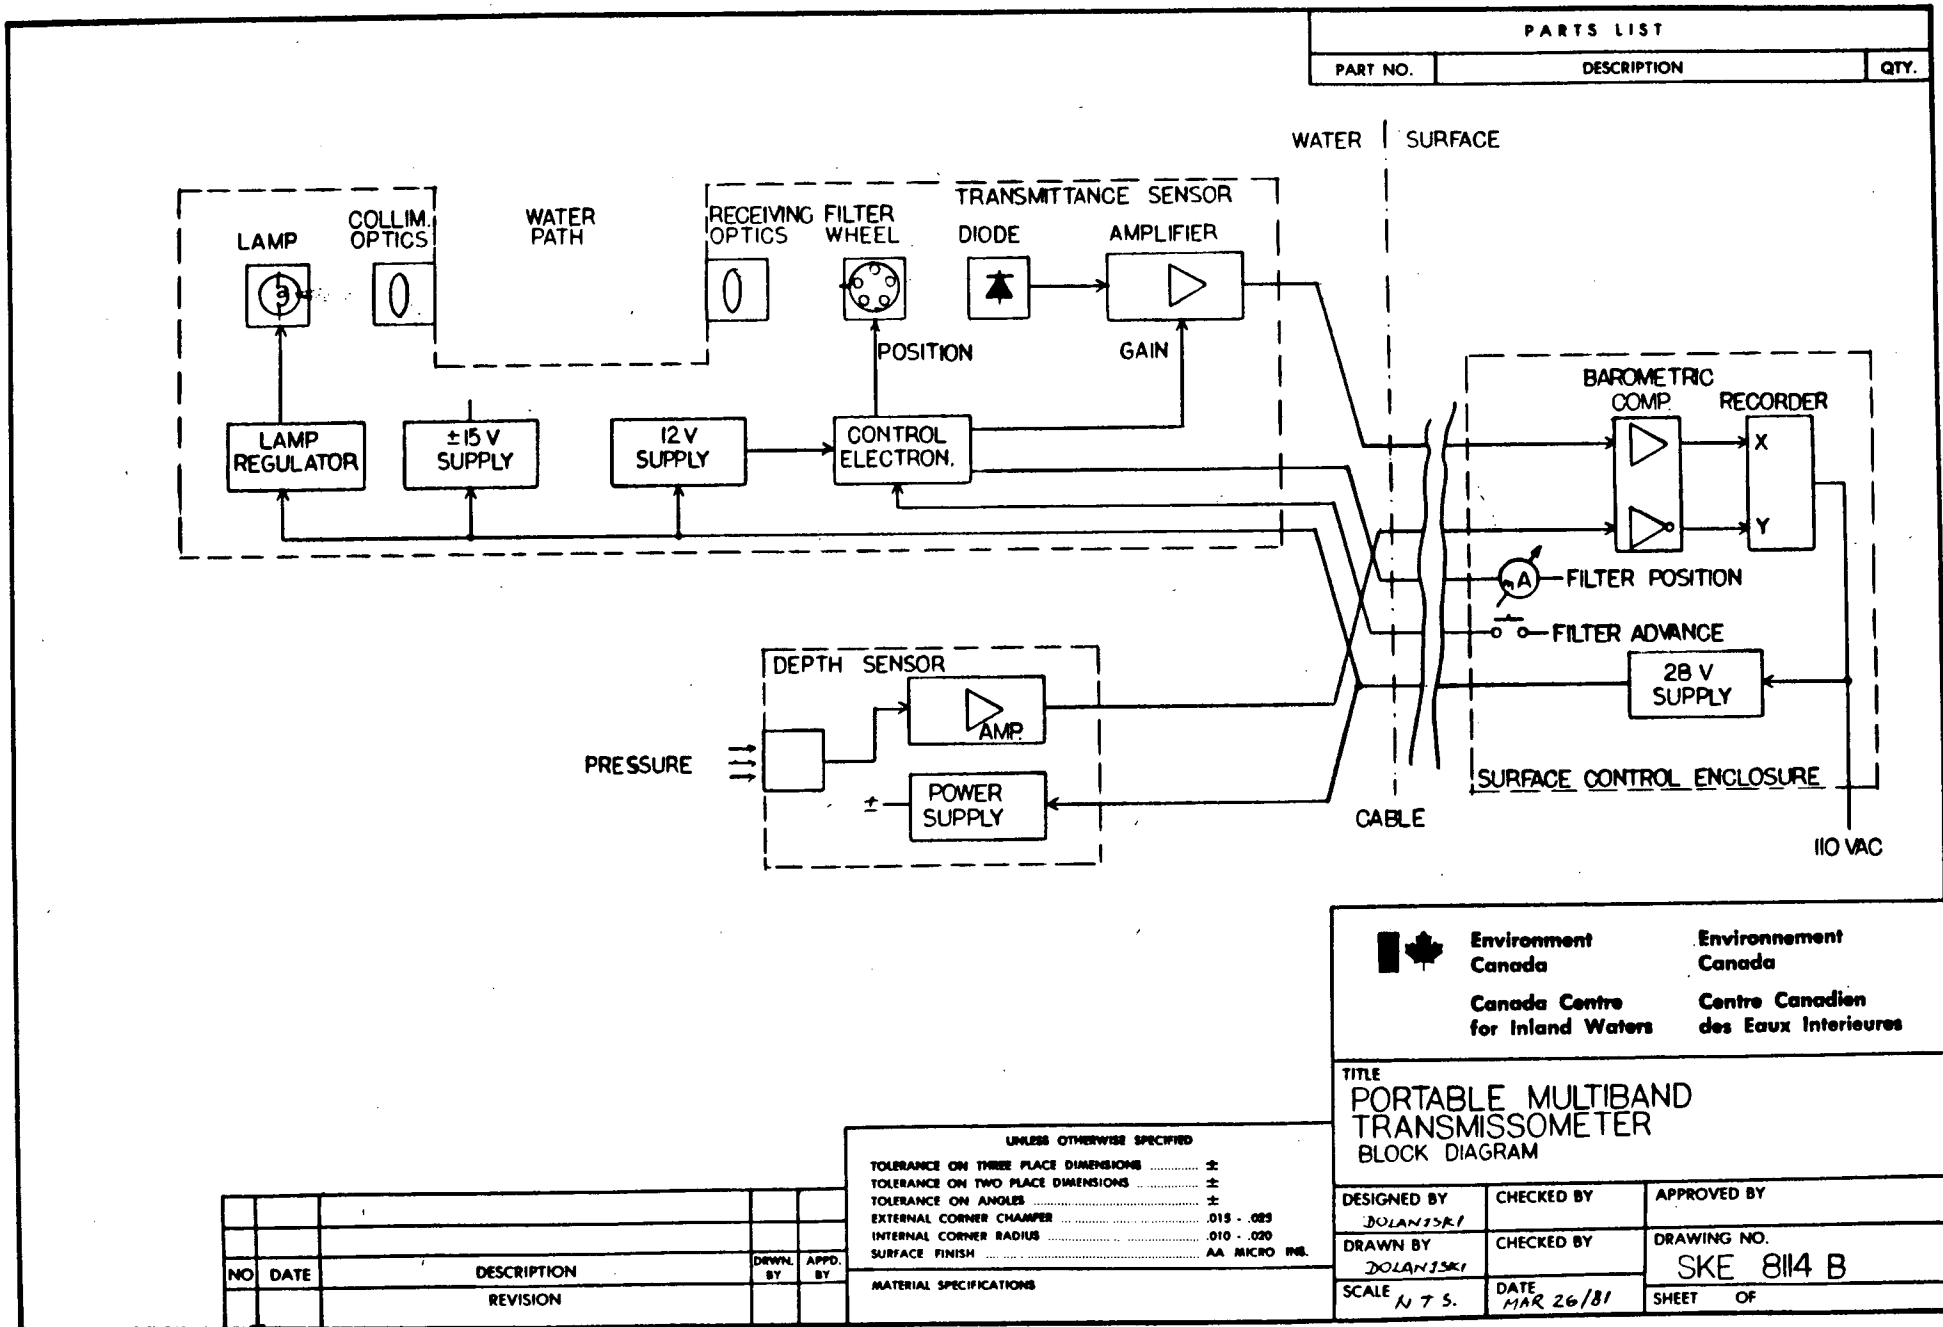 PARTS LIST
PART NO. DESCRIPTION QTY.
WATER SURFACE
TRANSMITTANCE SENSOR
LAMP
COLLIM.
OPTICS
WATER
PATH
RECEIVING
OPTICS
FILTER
WHEEL
DIODE
AMPLIFIER
POSITION
GAIN
LAMP
REGULATOR
±15 V
SUPPLY
12 V
SUPPLY
CONTROL
ELECTRON.
BAROMETRIC
COMP.
RECORDER
X
Y
mA
FILTER POSITION
FILTER ADVANCE
28 V
SUPPLY
SURFACE CONTROL ENCLOSURE
110 VAC
CABLE
DEPTH SENSOR
AMP.
PRESSURE
±
POWER
SUPPLY
Environment
Canada
Environnement
Canada
Canada Centre
for Inland Waters
Centre Canadien
des Eaux Interieures
TITLE
PORTABLE MULTIBAND
TRANSMISSOMETER
BLOCK DIAGRAM
UNLESS OTHERWISE SPECIFIED
TOLERANCE ON THREE PLACE DIMENSIONS ............ ±
TOLERANCE ON TWO PLACE DIMENSIONS ............ ±
TOLERANCE ON ANGLES ............ ±
EXTERNAL CORNER CHAMFER ............ .015 - .025
INTERNAL CORNER RADIUS ............ .010 - .020
SURFACE FINISH ............ AA MICRO INS.
MATERIAL SPECIFICATIONS
DESIGNED BY
DOLANJSKI
CHECKED BY
APPROVED BY
DRAWN BY
DOLANJSKI
CHECKED BY
DRAWING NO.
SKE 8114 B
SCALE N T S.
DATE
MAR 26/81
SHEET OF
NO DATE DESCRIPTION DRWN. BY APPD. BY
REVISION